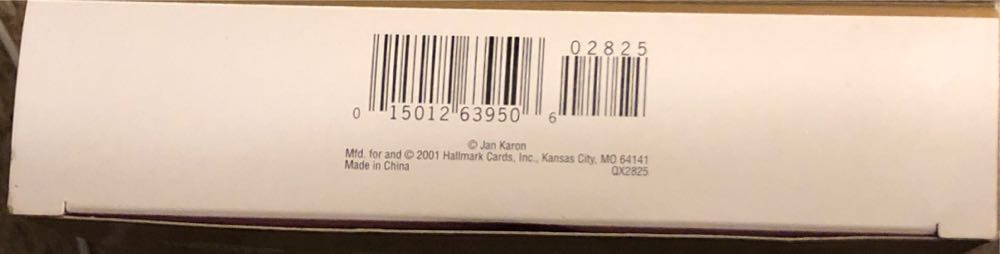 02825
0 15012 63950 6
© Jan Karon
Mfd. for and © 2001 Hallmark Cards, Inc., Kansas City, MO 64141
Made in China QX2825